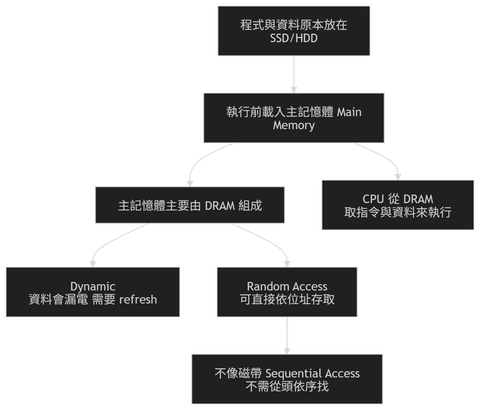 程式與資料原本放在
SSD/HDD
執行前載入主記憶體 Main
Memory
主記憶體主要由 DRAM 組成
CPU 從 DRAM
取指令與資料來執行
Dynamic
資料會漏電 需要 refresh
Random Access
可直接依位址存取
不像磁帶 Sequential Access
不需從頭依序找